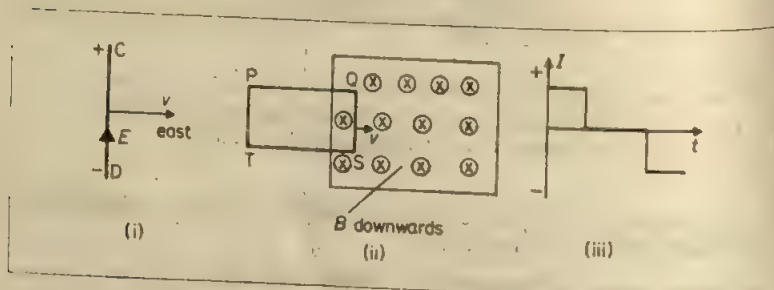 + C
v
E east
- D
P Q ⊗ ⊗ ⊗ ⊗
⊗ ⊗ ⊗ ⊗
v
T ⊗ S ⊗ ⊗ ⊗
B downwards
+ I
t
-
(i) (ii) (iii)